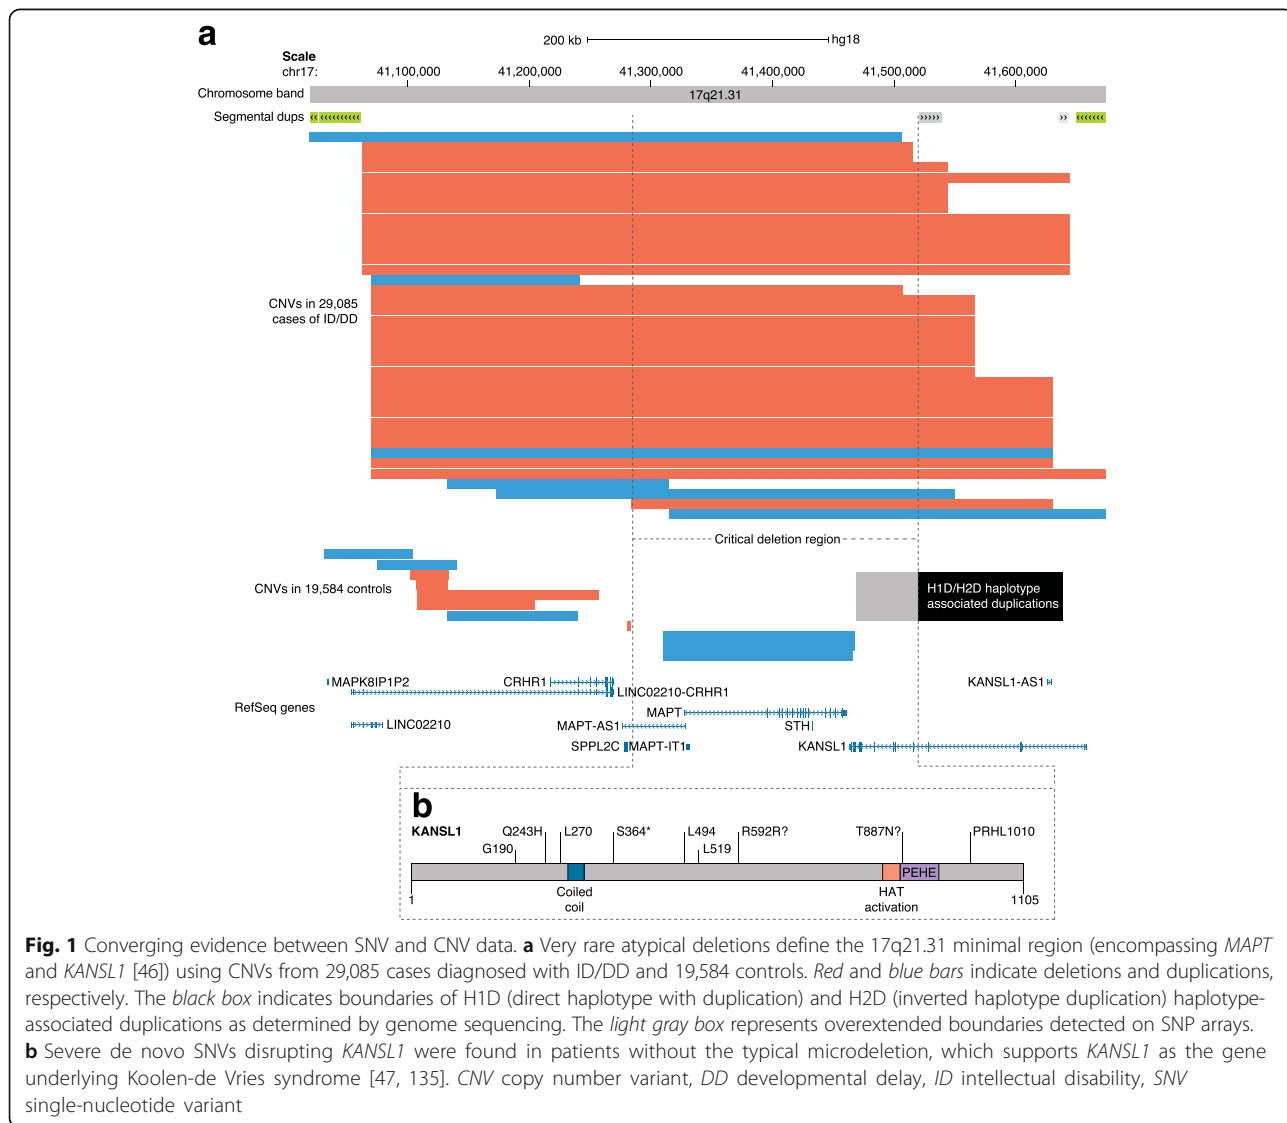 a
200 kb
hg18
Scale
chr17:
41,100,000
41,200,000
41,300,000
41,400,000
41,500,000
41,600,000
Chromosome band
17q21.31
Segmental dups
CNVs in 29,085
cases of ID/DD
Critical deletion region
CNVs in 19,584 controls
H1D/H2D haplotype
associated duplications
MAPK8IP1P2
CRHR1
KANSL1-AS1
LINC02210-CRHR1
RefSeq genes
MAPT
LINC02210
MAPT-AS1
STH
SPPL2C
MAPT-IT1
KANSL1
b
KANSL1
Q243H
L270
S364*
L494
R592R?
T887N?
PRHL1010
G190
L519
PEHE
1
Coiled
coil
HAT
activation
1105
Fig. 1 Converging evidence between SNV and CNV data. a Very rare atypical deletions define the 17q21.31 minimal region (encompassing MAPT
and KANSL1 [46]) using CNVs from 29,085 cases diagnosed with ID/DD and 19,584 controls. Red and blue bars indicate deletions and duplications,
respectively. The black box indicates boundaries of H1D (direct haplotype with duplication) and H2D (inverted haplotype duplication) haplotype-
associated duplications as determined by genome sequencing. The light gray box represents overextended boundaries detected on SNP arrays.
b Severe de novo SNVs disrupting KANSL1 were found in patients without the typical microdeletion, which supports KANSL1 as the gene
underlying Koolen-de Vries syndrome [47, 135]. CNV copy number variant, DD developmental delay, ID intellectual disability, SNV
single-nucleotide variant